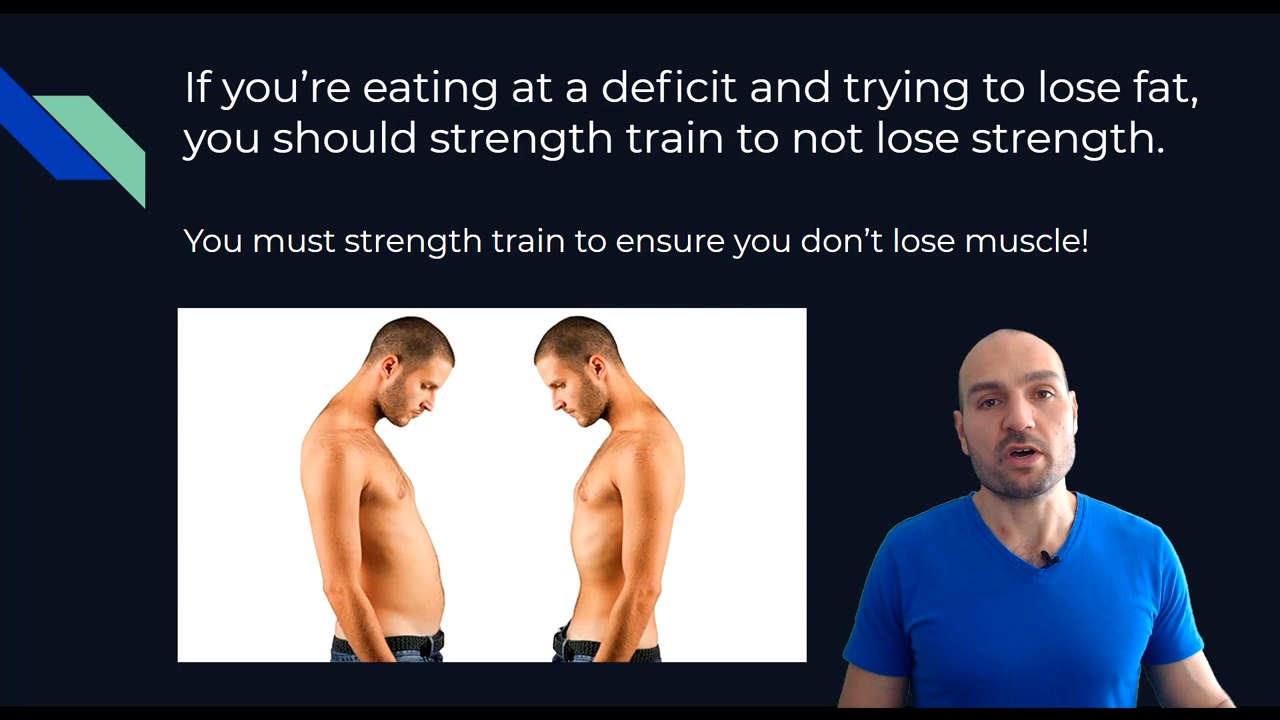 If you’re eating at a deficit and trying to lose fat,
you should strength train to not lose strength.
You must strength train to ensure you don’t lose muscle!